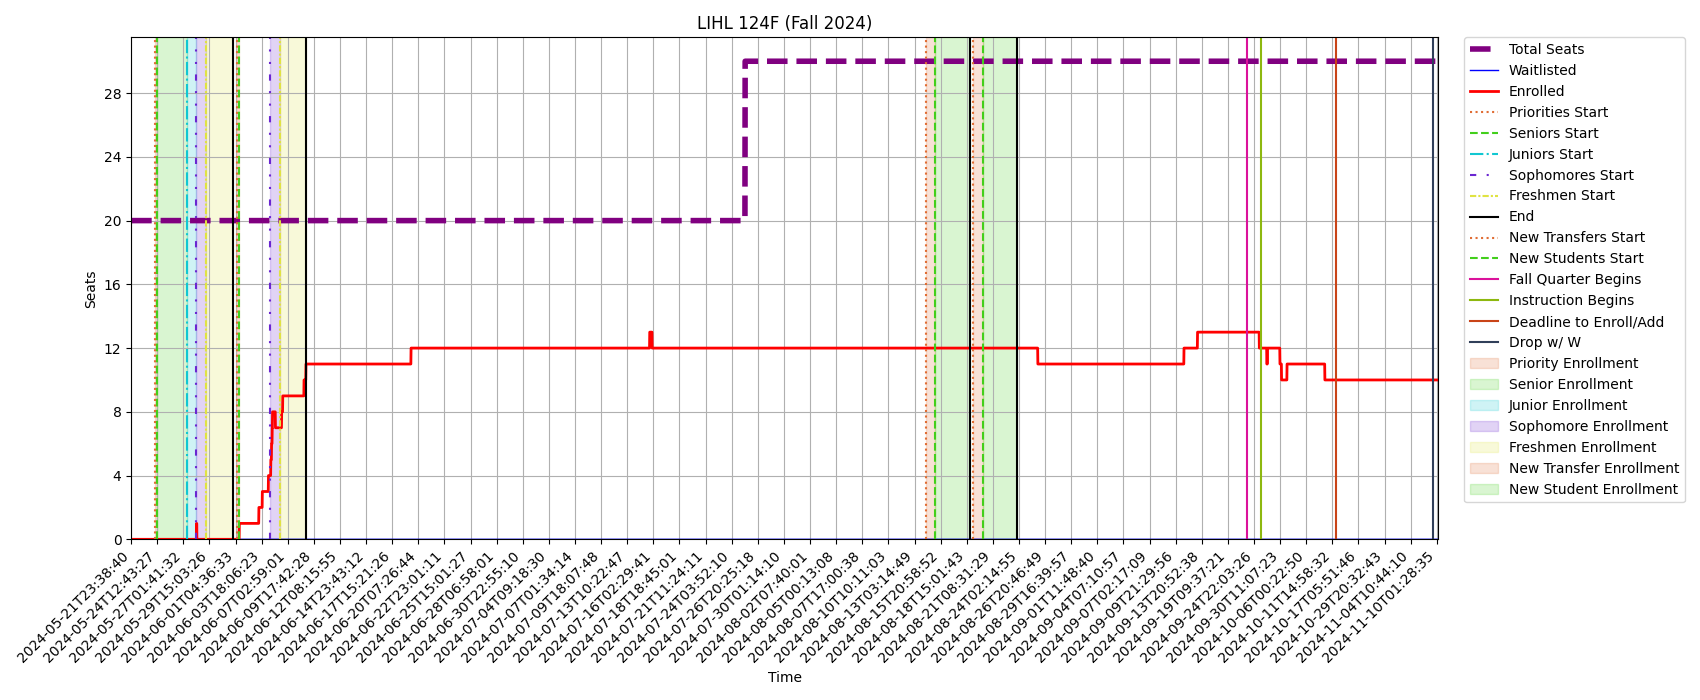 LIHL 124F (Fall 2024)
Total Seats
Waitlisted
Enrolled
Priorities Start
Seniors Start
Juniors Start
Sophomores Start
Freshmen Start
End
New Transfers Start
New Students Start
Fall Quarter Begins
Instruction Begins
Deadline to Enroll/Add
Drop w/ W
Priority Enrollment
Senior Enrollment
Junior Enrollment
Sophomore Enrollment
Freshmen Enrollment
New Transfer Enrollment
New Student Enrollment
Seats
28
24
20
16
12
8
4
0
2024-05-21T23:38:40
2024-05-24T12:43:27
2024-05-27T01:41:32
2024-05-29T15:03:26
2024-06-01T04:36:33
2024-06-03T18:06:23
2024-06-07T02:59:01
2024-06-09T17:42:28
2024-06-12T08:15:55
2024-06-14T23:43:12
2024-06-17T15:21:26
2024-06-20T07:26:44
2024-06-22T23:01:11
2024-06-25T15:01:27
2024-06-28T06:58:01
2024-06-30T22:55:10
2024-07-04T09:18:30
2024-07-07T01:34:14
2024-07-09T18:07:48
2024-07-13T10:22:47
2024-07-16T02:29:41
2024-07-18T18:45:01
2024-07-21T11:24:11
2024-07-24T03:52:10
2024-07-26T20:25:18
2024-07-30T01:14:10
2024-08-02T07:40:01
2024-08-05T00:13:08
2024-08-07T17:00:38
2024-08-10T10:11:03
2024-08-13T03:14:49
2024-08-15T20:58:52
2024-08-18T15:01:43
2024-08-21T08:31:29
2024-08-24T02:14:55
2024-08-26T20:46:49
2024-08-29T16:39:57
2024-09-01T11:48:40
2024-09-04T07:10:57
2024-09-07T02:17:09
2024-09-09T21:29:56
2024-09-13T20:52:38
2024-09-19T09:37:21
2024-09-24T22:03:26
2024-09-30T11:07:23
2024-10-06T00:22:50
2024-10-11T14:58:32
2024-10-17T05:51:46
2024-10-29T20:32:43
2024-11-04T10:44:10
2024-11-10T01:28:35
Time